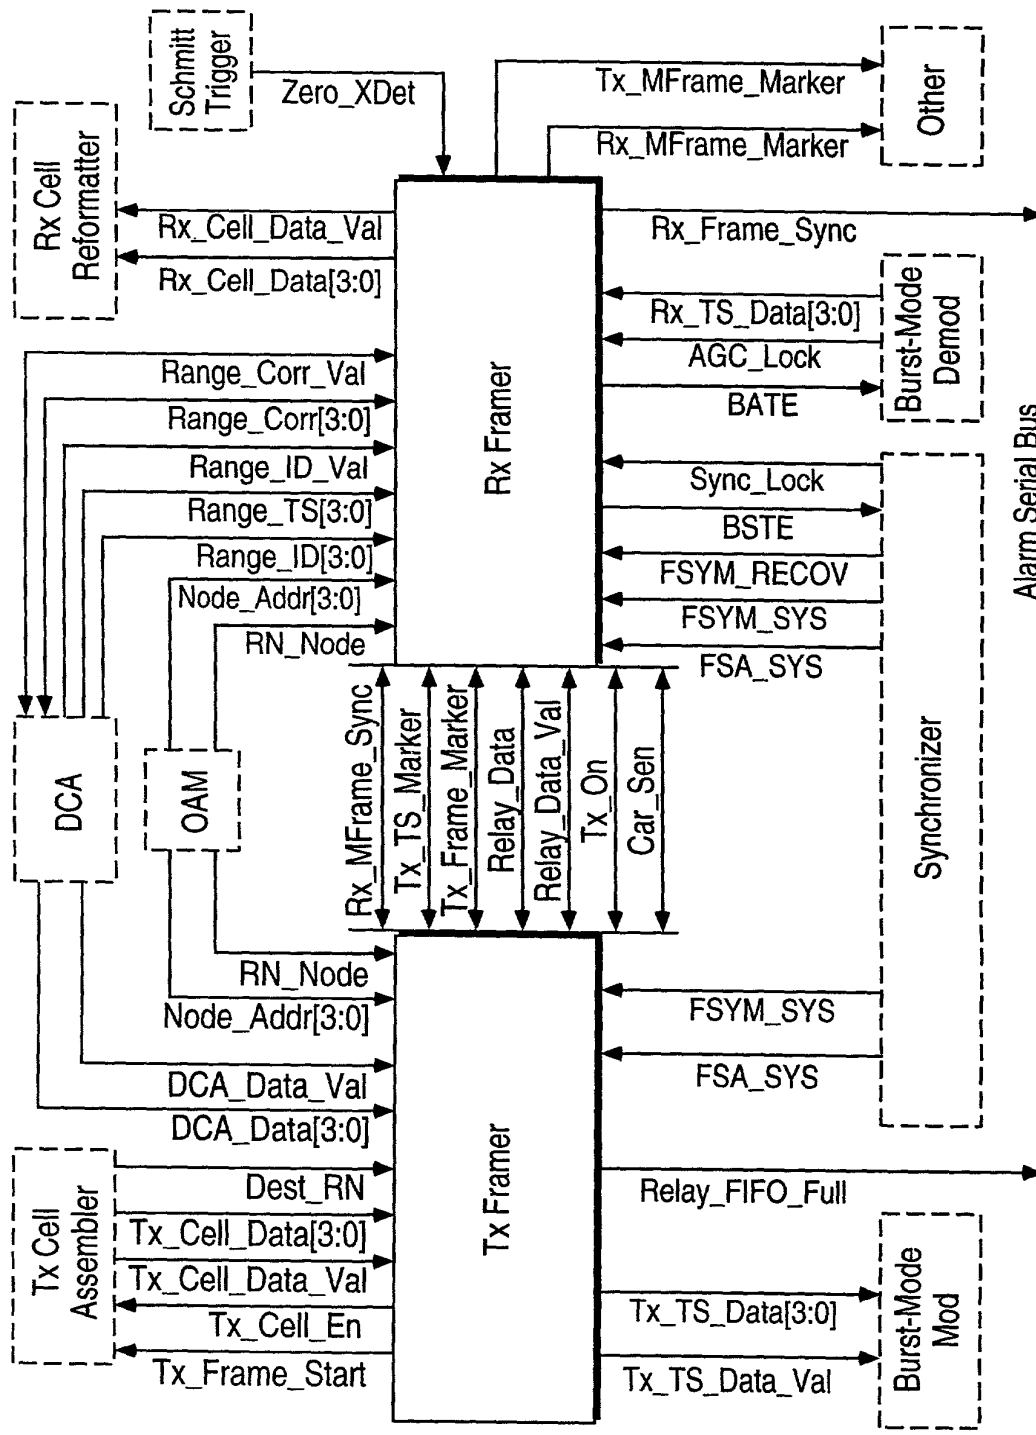 Schmitt
Trigger
Zero_XDet
Tx_MFrame_Marker
Rx_MFrame_Marker
Other
Rx Cell
Reformatter
Rx_Cell_Data_Val
Rx_Cell_Data[3:0]
Rx_Frame_Sync
Rx_TS_Data[3:0]
AGC_Lock
BATE
Burst-Mode
Demod
Range_Corr_Val
Range_Corr[3:0]
Range_ID_Val
Range_TS[3:0]
Range_ID[3:0]
Node_Addr[3:0]
RN_Node
Rx Framer
Sync_Lock
BSTE
FSYM_RECOV
FSYM_SYS
FSA_SYS
Alarm Serial Bus
DCA
OAM
Rx_MFrame_Sync
Tx_TS_Marker
Tx_Frame_Marker
Relay_Data
Relay_Data_Val
Tx_On
Car_Sen
Synchronizer
RN_Node
Node_Addr[3:0]
DCA_Data_Val
DCA_Data[3:0]
FSYM_SYS
FSA_SYS
Tx Framer
Tx Cell
Assembler
Dest_RN
Tx_Cell_Data[3:0]
Tx_Cell_Data_Val
Tx_Cell_En
Tx_Frame_Start
Relay_FIFO_Full
Tx_TS_Data[3:0]
Tx_TS_Data_Val
Burst-Mode
Mod